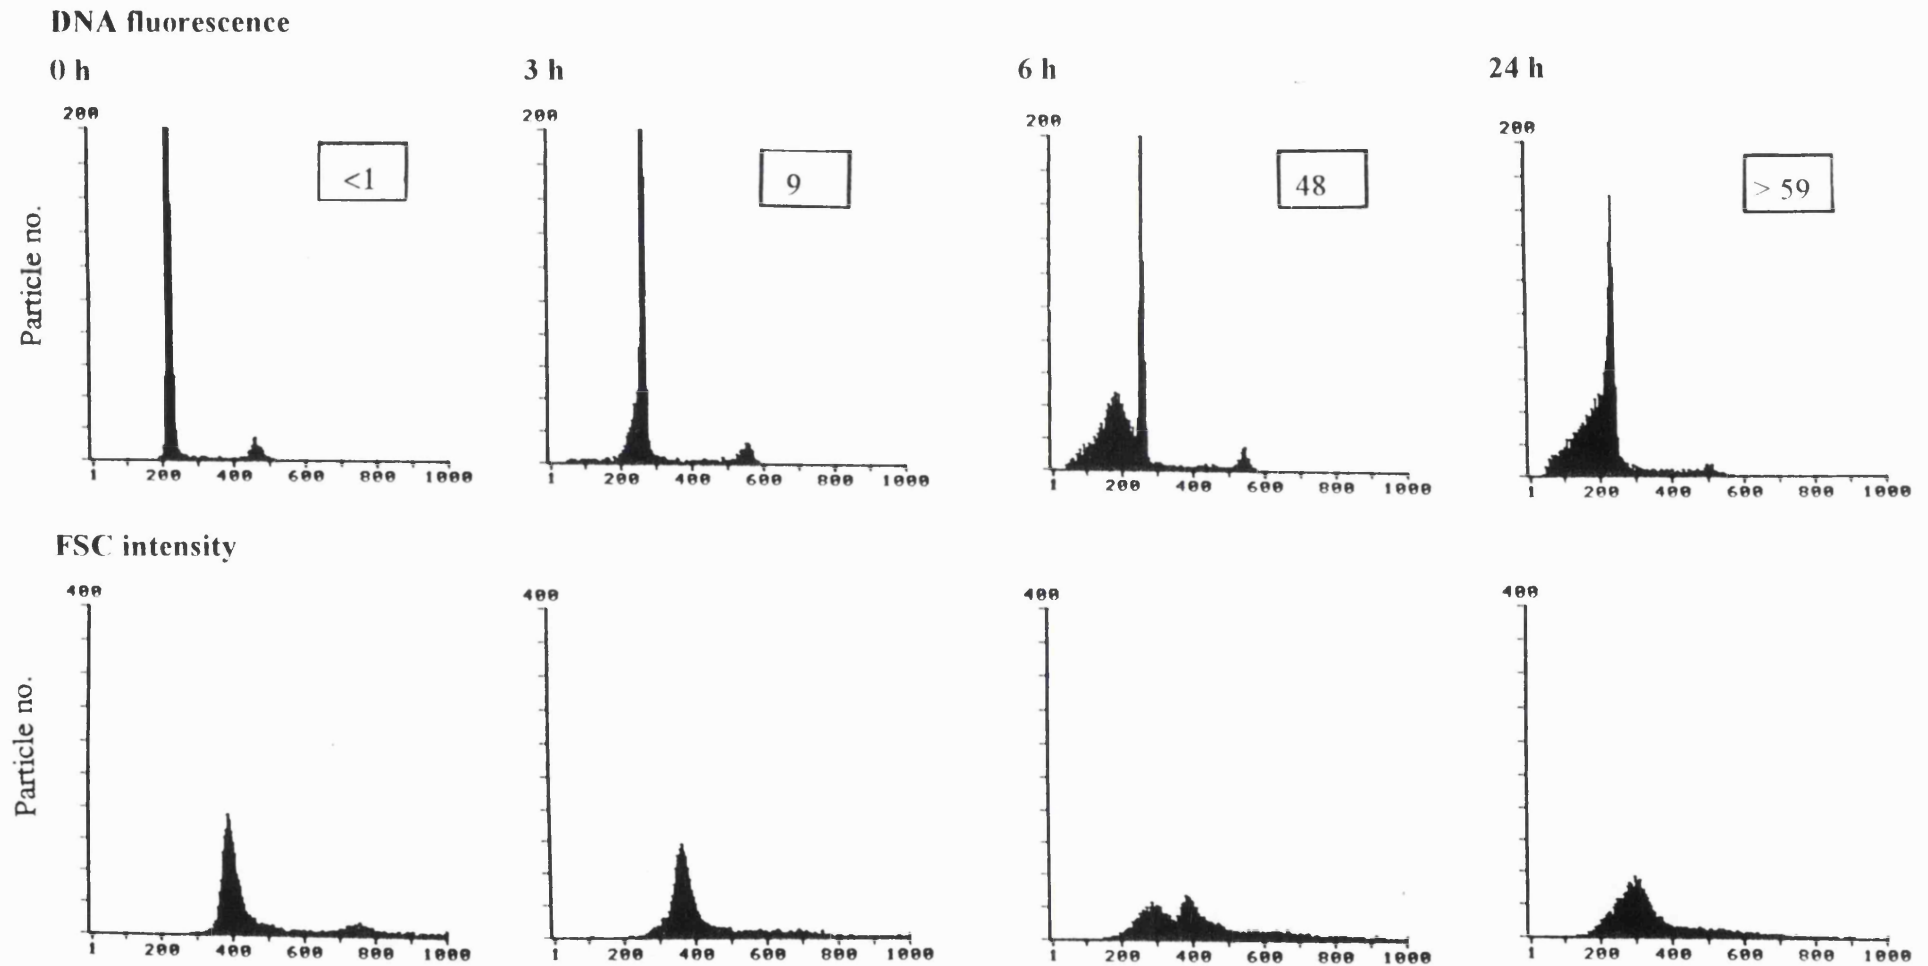 DNA fluorescence
0 h 3 h 6 h 24 h
200 200 200 200
<1 9 48 > 59
Particle no.
1 200 400 600 800 1000 1 200 400 600 800 1000 1 200 400 600 800 1000 1 200 400 600 800 1000
FSC intensity
400 400 400 400
Particle no.
1 200 400 600 800 1000 1 200 400 600 800 1000 1 200 400 600 800 1000 1 200 400 600 800 1000